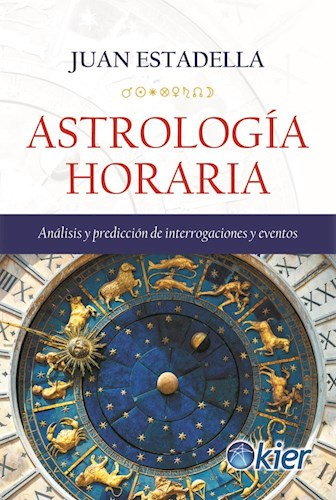 JUAN ESTADELLA
♂☉✶⊗♀♄☊☽
ASTROLOGÍA
HORARIA
Análisis y predicción de interrogaciones y eventos
kier